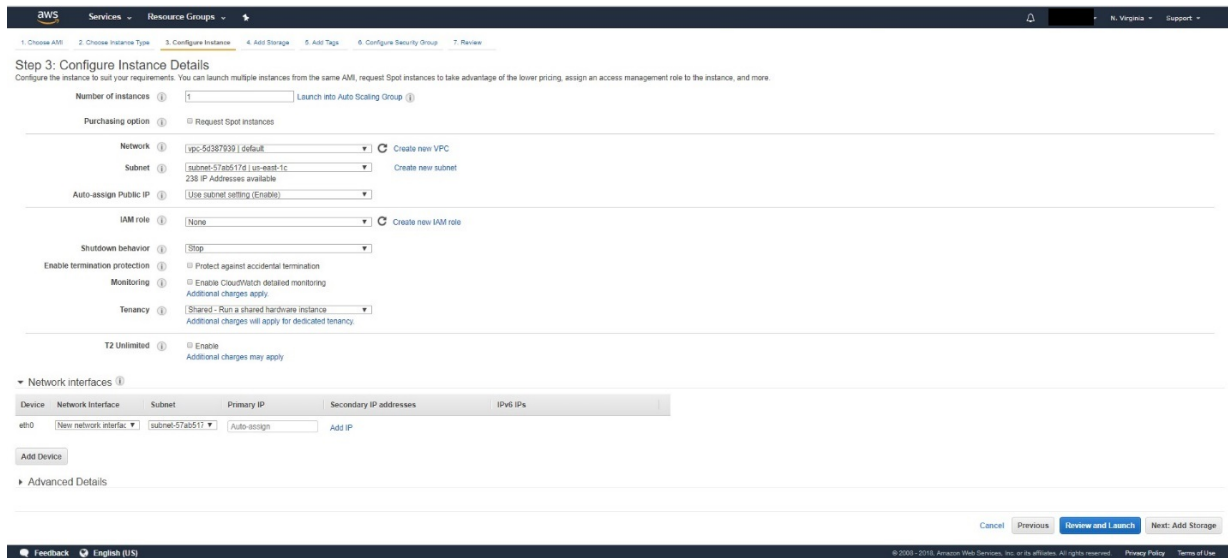 aws Services Resource Groups N. Virginia Support
1. Choose AMI 2. Choose Instance Type 3. Configure Instance 4. Add Storage 5. Add Tags 6. Configure Security Group 7. Review
Step 3: Configure Instance Details
Configure the instance to suit your requirements. You can launch multiple instances from the same AMI, request Spot instances to take advantage of the lower pricing, assign an access management role to the instance, and more.
Number of instances 1 Launch into Auto Scaling Group
Purchasing option Request Spot instances
Network vpc-5d387939 | default Create new VPC
Subnet subnet-57ab517d | us-east-1c Create new subnet
238 IP Addresses available
Auto-assign Public IP Use subnet setting (Enable)
IAM role None Create new IAM role
Shutdown behavior Stop
Enable termination protection Protect against accidental termination
Monitoring Enable CloudWatch detailed monitoring
Additional charges apply.
Tenancy Shared - Run a shared hardware instance
Additional charges will apply for dedicated tenancy.
T2 Unlimited Enable
Additional charges may apply
Network interfaces
Device Network Interface Subnet Primary IP Secondary IP addresses IPv6 IPs
eth0 New network interfac subnet-57ab517 Auto-assign Add IP
Add Device
Advanced Details
Cancel Previous Review and Launch Next: Add Storage
Feedback English (US) © 2008 - 2018, Amazon Web Services, Inc. or its affiliates. All rights reserved. Privacy Policy Terms of Use